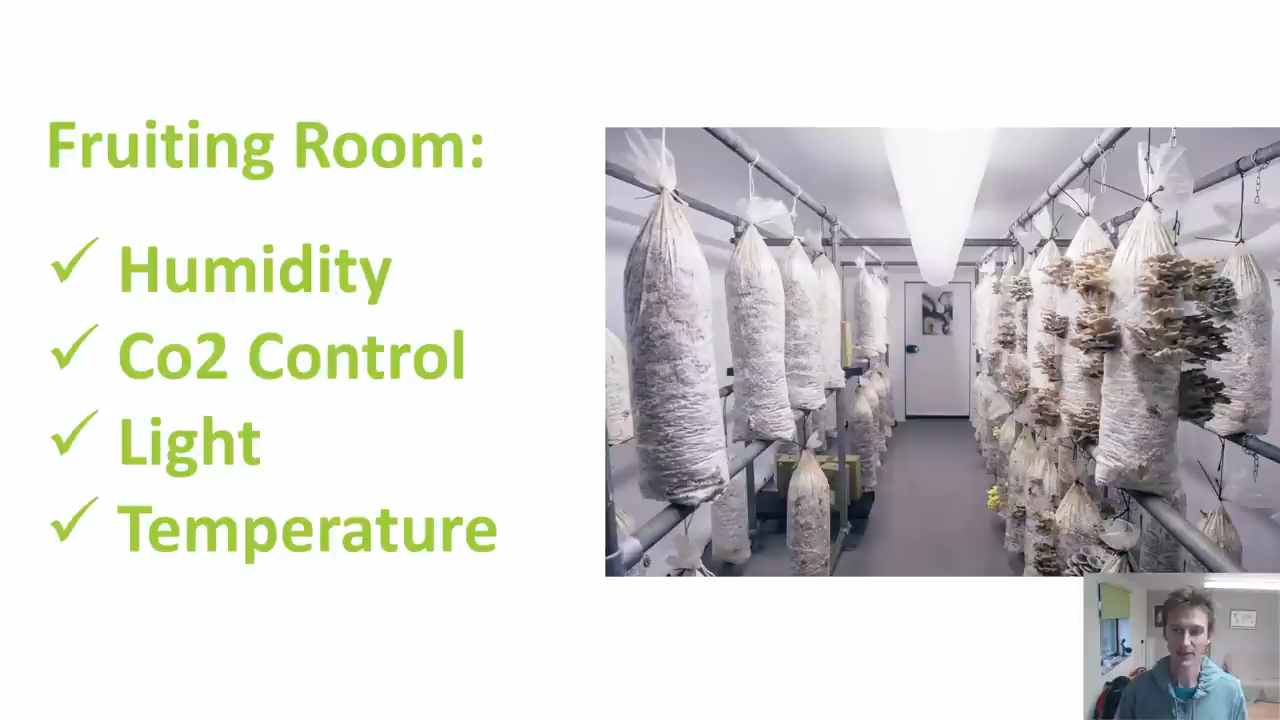 Fruiting Room:
✓ Humidity
✓ Co2 Control
✓ Light
✓ Temperature